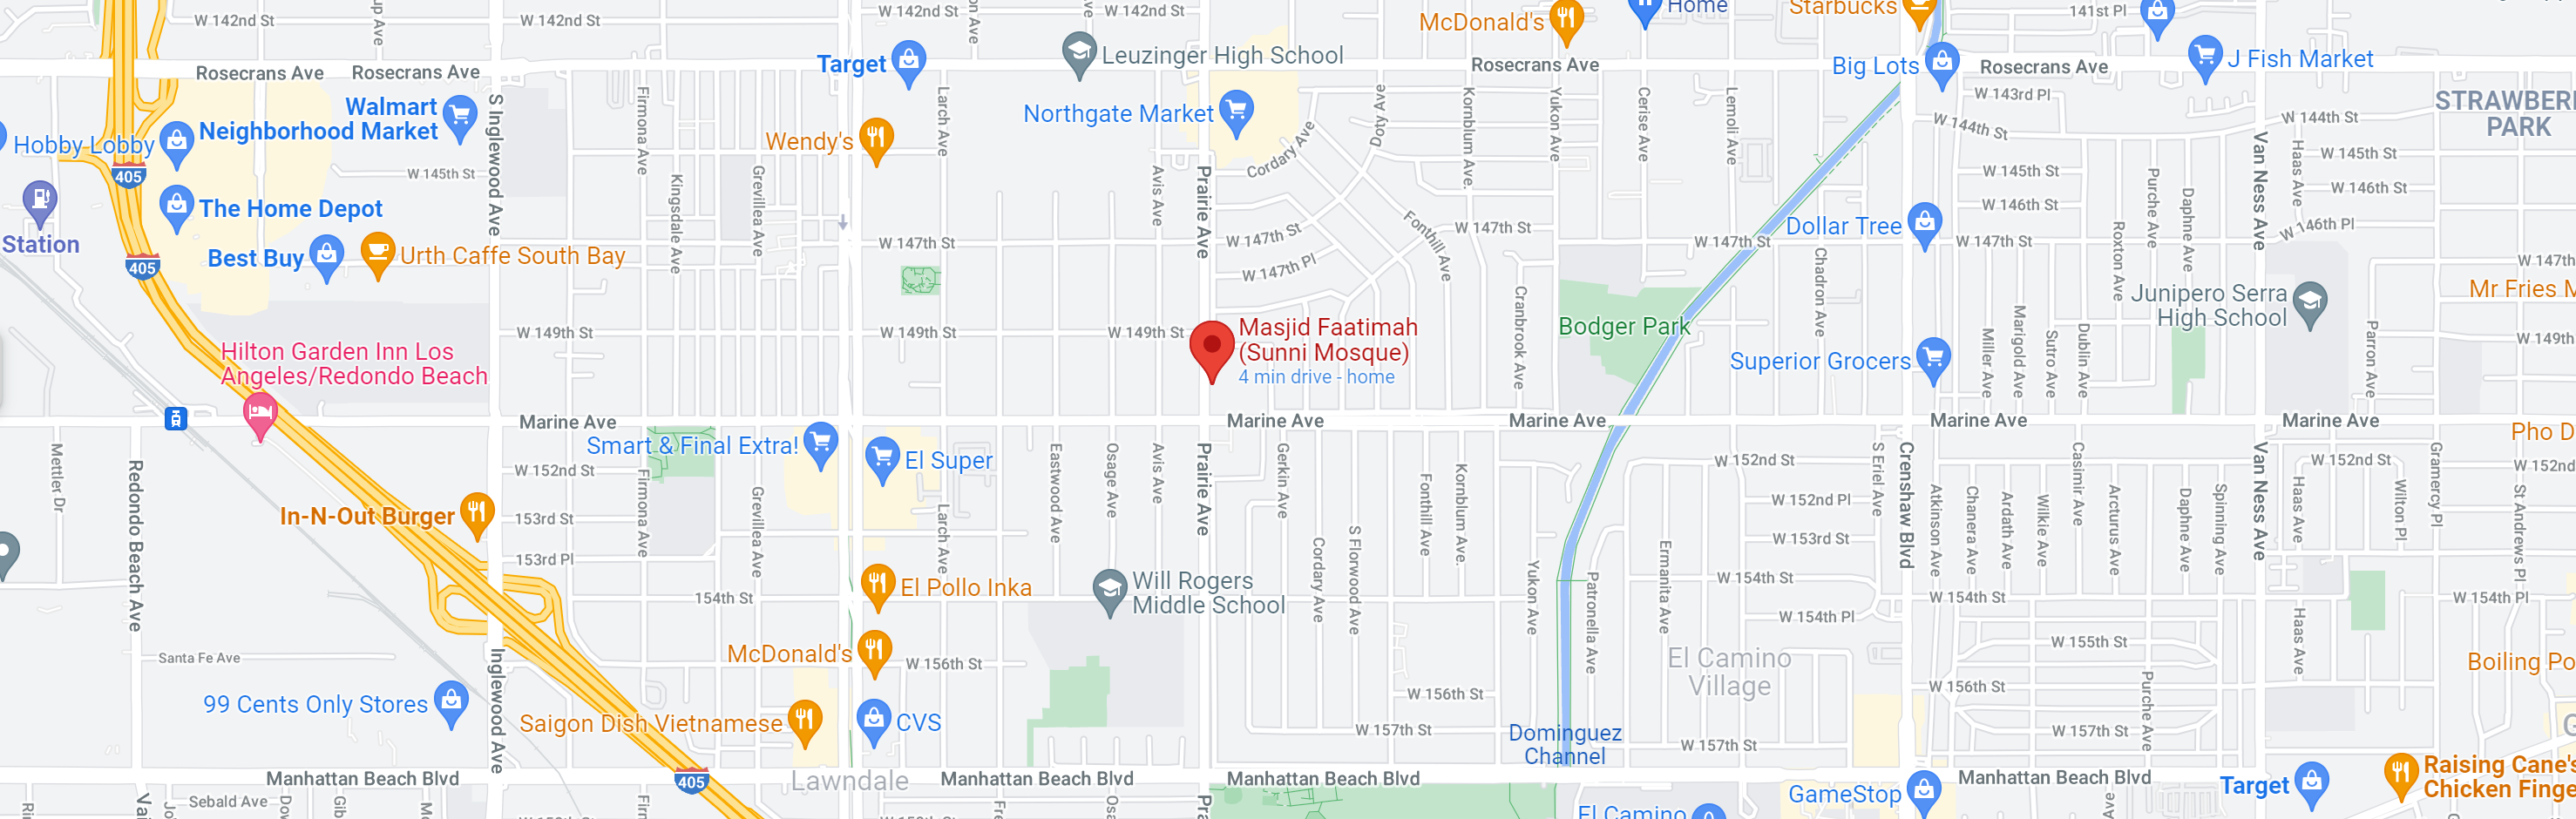 W 142nd St
W 142nd St
W 142nd St
McDonald's
Home
Starbucks
141st Pl
Target
Leuzinger High School
Rosecrans Ave
Rosecrans Ave
Rosecrans Ave
Big Lots
Rosecrans Ave
J Fish Market
Walmart
Neighborhood Market
Hobby Lobby
S Inglewood Ave
Firmona Ave
Larch Ave
Northgate Market
Doty Ave
Kornblum Ave.
Yukon Ave
Cerise Ave
Lemoli Ave
W 143rd Pl
W 144th St
W 144th St
STRAWBER
PARK
Wendy's
Cordary Ave
405
W 145th St
Kingsdale Ave
Grevillea Ave
Avis Ave
Prairie Ave
W 145th St
W 145th St
Van Ness Ave
Haas Ave
W 146th St
W 146th St
W 146th Pl
The Home Depot
Station
Best Buy
Urth Caffe South Bay
405
W 147th St
W 147th St
W 147th Pl
Fonthill Ave
W 147th St
W 147th St
Dollar Tree
W 147th St
Purche Ave
Daphne Ave
Roxton Ave
W 147th
Chadron Ave
Cranbrook Ave
Junipero Serra
High School
Mr Fries M
W 149th St
W 149th St
W 149th St
Masjid Faatimah
(Sunni Mosque)
4 min drive - home
Bodger Park
Superior Grocers
Miller Ave
Marigold Ave
Sutro Ave
Dublin Ave
Parron Ave
W 149th
Hilton Garden Inn Los
Angeles/Redondo Beach
Marine Ave
Marine Ave
Marine Ave
Marine Ave
Marine Ave
Pho D
Smart & Final Extra!
El Super
W 152nd St
W 152nd St
W 152nd St
W 152nd
Mettler Dr
Redondo Beach Ave
Firmona Ave
Grevillea Ave
Larch Ave
Eastwood Ave
Osage Ave
Avis Ave
Prairie Ave
Gerkin Ave
Cordary Ave
S Florwood Ave
Fonthill Ave
Kornblum Ave.
Yukon Ave
Patronella Ave
Ermanita Ave
S Eriel Ave
Crenshaw Blvd
Atkinson Ave
Chanera Ave
Ardath Ave
Wilkie Ave
Casimir Ave
Arcturus Ave
Daphne Ave
Spinning Ave
Van Ness Ave
Haas Ave
Wilton Pl
Gramercy Pl
St Andrews Pl
In-N-Out Burger
153rd St
153rd Pl
W 152nd Pl
W 153rd St
El Pollo Inka
Will Rogers
Middle School
154th St
W 154th St
W 154th St
W 154th Pl
W 154th Pl
Haas Ave
Santa Fe Ave
McDonald's
W 156th St
W 155th St
El Camino
Village
W 156th St
W 156th St
Boiling Po
99 Cents Only Stores
Inglewood Ave
Saigon Dish Vietnamese
CVS
W 157th St
Dominguez
Channel
W 157th St
W 157th St
Purche Ave
Manhattan Beach Blvd
405
Lawndale
Manhattan Beach Blvd
Manhattan Beach Blvd
Manhattan Beach Blvd
Target
Raising Cane's
Chicken Finge
Sebald Ave
GameStop
El Camino